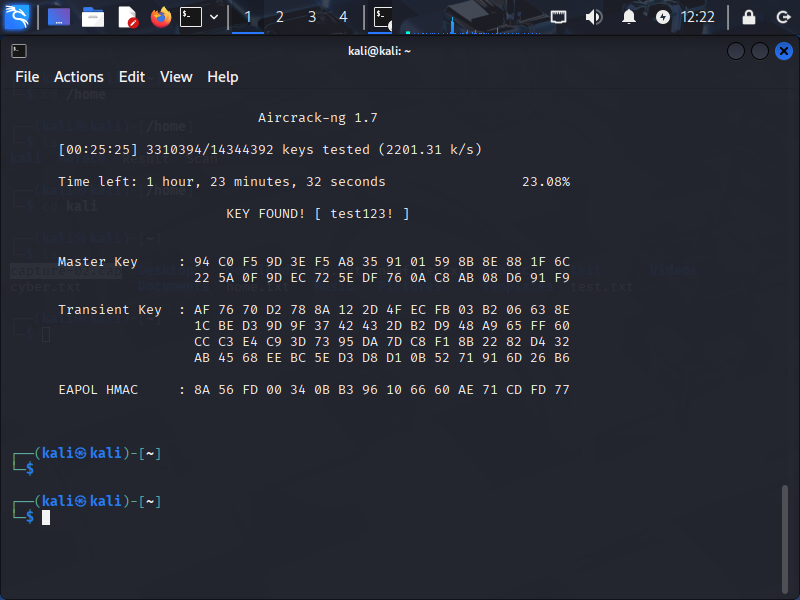 1 2 3 4 12:22
kali@kali: ~
File Actions Edit View Help
Aircrack-ng 1.7
[00:25:25] 3310394/14344392 keys tested (2201.31 k/s)
Time left: 1 hour, 23 minutes, 32 seconds 23.08%
KEY FOUND! [ test123! ]
Master Key : 94 C0 F5 9D 3E F5 A8 35 91 01 59 8B 8E 88 1F 6C
22 5A 0F 9D EC 72 5E DF 76 0A C8 AB 08 D6 91 F9
Transient Key : AF 76 70 D2 78 8A 12 2D 4F EC FB 03 B2 06 63 8E
1C BE D3 9D 9F 37 42 43 2D B2 D9 48 A9 65 FF 60
CC C3 E4 C9 3D 73 95 DA 7D C8 F1 8B 22 82 D4 32
AB 45 68 EE BC 5E D3 D8 D1 0B 52 71 91 6D 26 B6
EAPOL HMAC : 8A 56 FD 00 34 0B B3 96 10 66 60 AE 71 CD FD 77
┌──(kali㉿kali)-[~]
└─$
┌──(kali㉿kali)-[~]
└─$